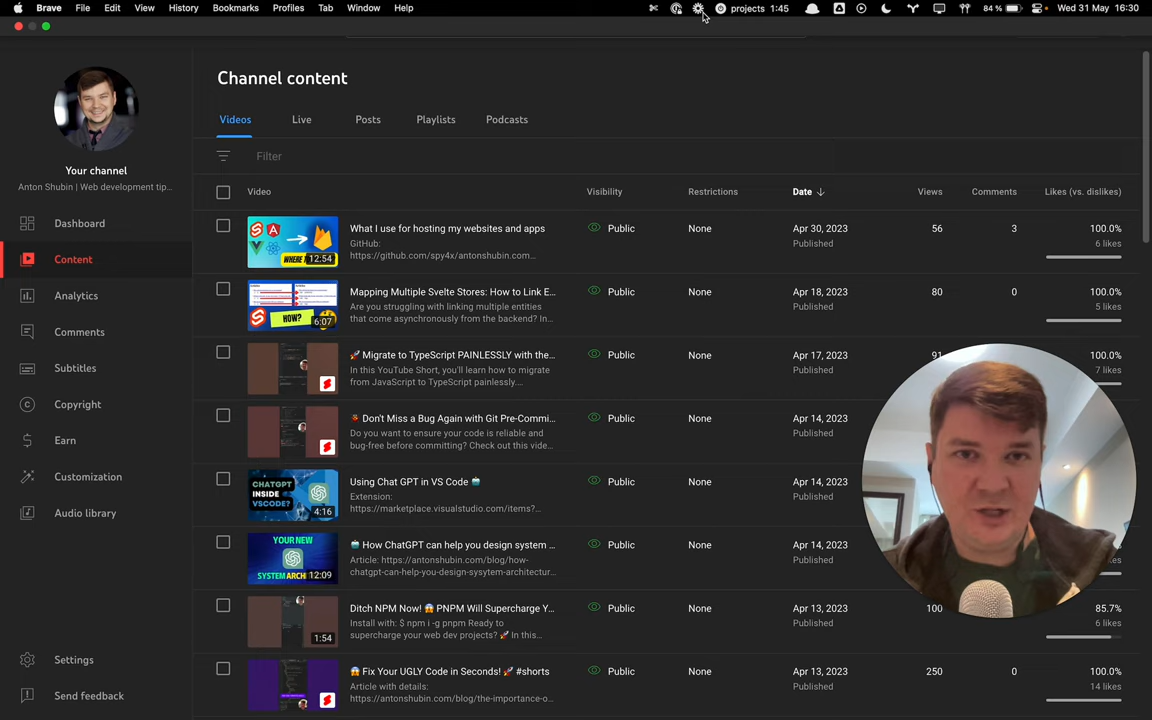 Brave File Edit View History Bookmarks Profiles Tab Window Help projects 1:45 84 % Wed 31 May 16:30
Channel content
Your channel
Anton Shubin | Web development tip...
Dashboard
Content
Analytics
Comments
Subtitles
Copyright
Earn
Customization
Audio library
Settings
Send feedback
Videos Live Posts Playlists Podcasts
Filter
Video Visibility Restrictions Date Views Comments Likes (vs. dislikes)
12:54
What I use for hosting my websites and apps Public None Apr 30, 2023 56 3 100.0%
GitHub: Published 6 likes
https://github.com/spy4x/antonshubin.com...
HOW?
6:07
Mapping Multiple Svelte Stores: How to Link E... Public None Apr 18, 2023 80 0 100.0%
Are you struggling with linking multiple entities Published 5 likes
that come asynchronously from the backend? In...
🚀 Migrate to TypeScript PAINLESSLY with the... Public None Apr 17, 2023
In this YouTube Short, you'll learn how to migrate Published 7 likes
from JavaScript to TypeScript painlessly....
Don't Miss a Bug Again with Git Pre-Commi... Public None Apr 14, 2023
Do you want to ensure your code is reliable and Published
bug-free before committing? Check out this vide...
CHATGPT
INSIDE
VSCODE?
4:16
Using Chat GPT in VS Code Public None Apr 14, 2023
Extension: Published
https://marketplace.visualstudio.com/items?...
YOUR NEW
SYSTEM ARCHI
12:09
How ChatGPT can help you design system ... Public None Apr 14, 2023
Article: https://antonshubin.com/blog/how- Published
chatgpt-can-help-you-design-sysytem-architectur...
1:54
Ditch NPM Now! 😱 PNPM Will Supercharge Y... Public None Apr 13, 2023 100 85.7%
Install with: $ npm i -g pnpm Ready to Published 6 likes
supercharge your web dev projects? 🚀 In this...
😱 Fix Your UGLY Code in Seconds! 🚀 #shorts Public None Apr 13, 2023 250 0 100.0%
Article with details: Published 14 likes
https://antonshubin.com/blog/the-importance-o...